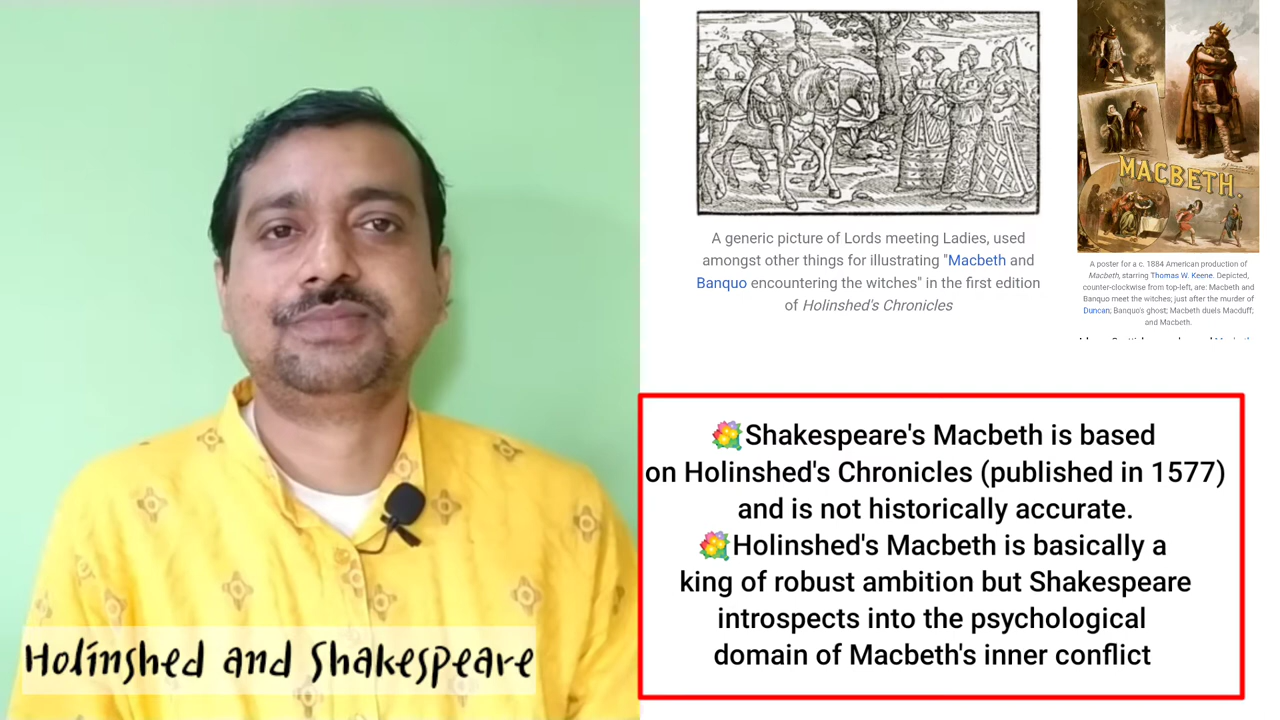 A generic picture of Lords meeting Ladies, used
amongst other things for illustrating "Macbeth and
Banquo encountering the witches" in the first edition
of Holinshed's Chronicles
MACBETH.
A poster for a c. 1884 American production of
Macbeth, starring Thomas W. Keene. Depicted,
counter-clockwise from top-left, are: Macbeth and
Banquo meet the witches; just after the murder of
Duncan; Banquo's ghost; Macbeth duels Macduff;
and Macbeth.
💐Shakespeare's Macbeth is based
on Holinshed's Chronicles (published in 1577)
and is not historically accurate.
💐Holinshed's Macbeth is basically a
king of robust ambition but Shakespeare
introspects into the psychological
domain of Macbeth's inner conflict
Holinshed and Shakespeare